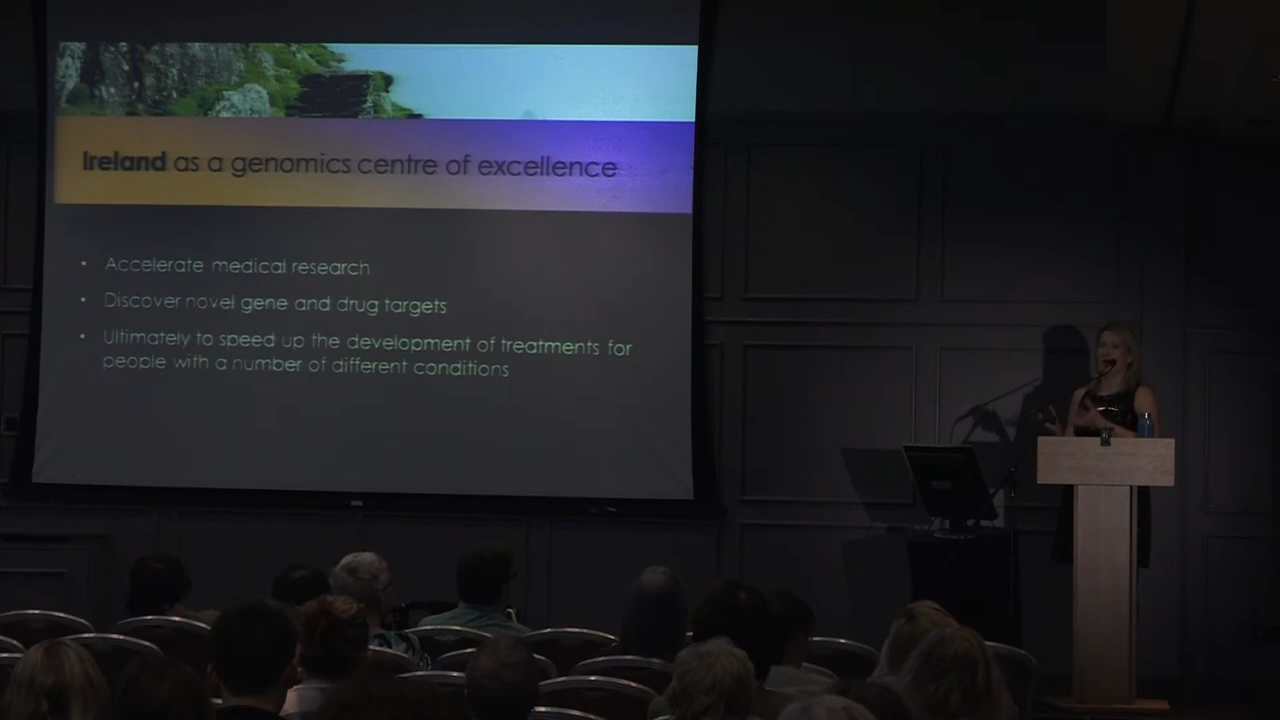 Ireland as a genomics centre of excellence
• Accelerate medical research
• Discover novel gene and drug targets
• Ultimately to speed up the development of treatments for
people with a number of different conditions